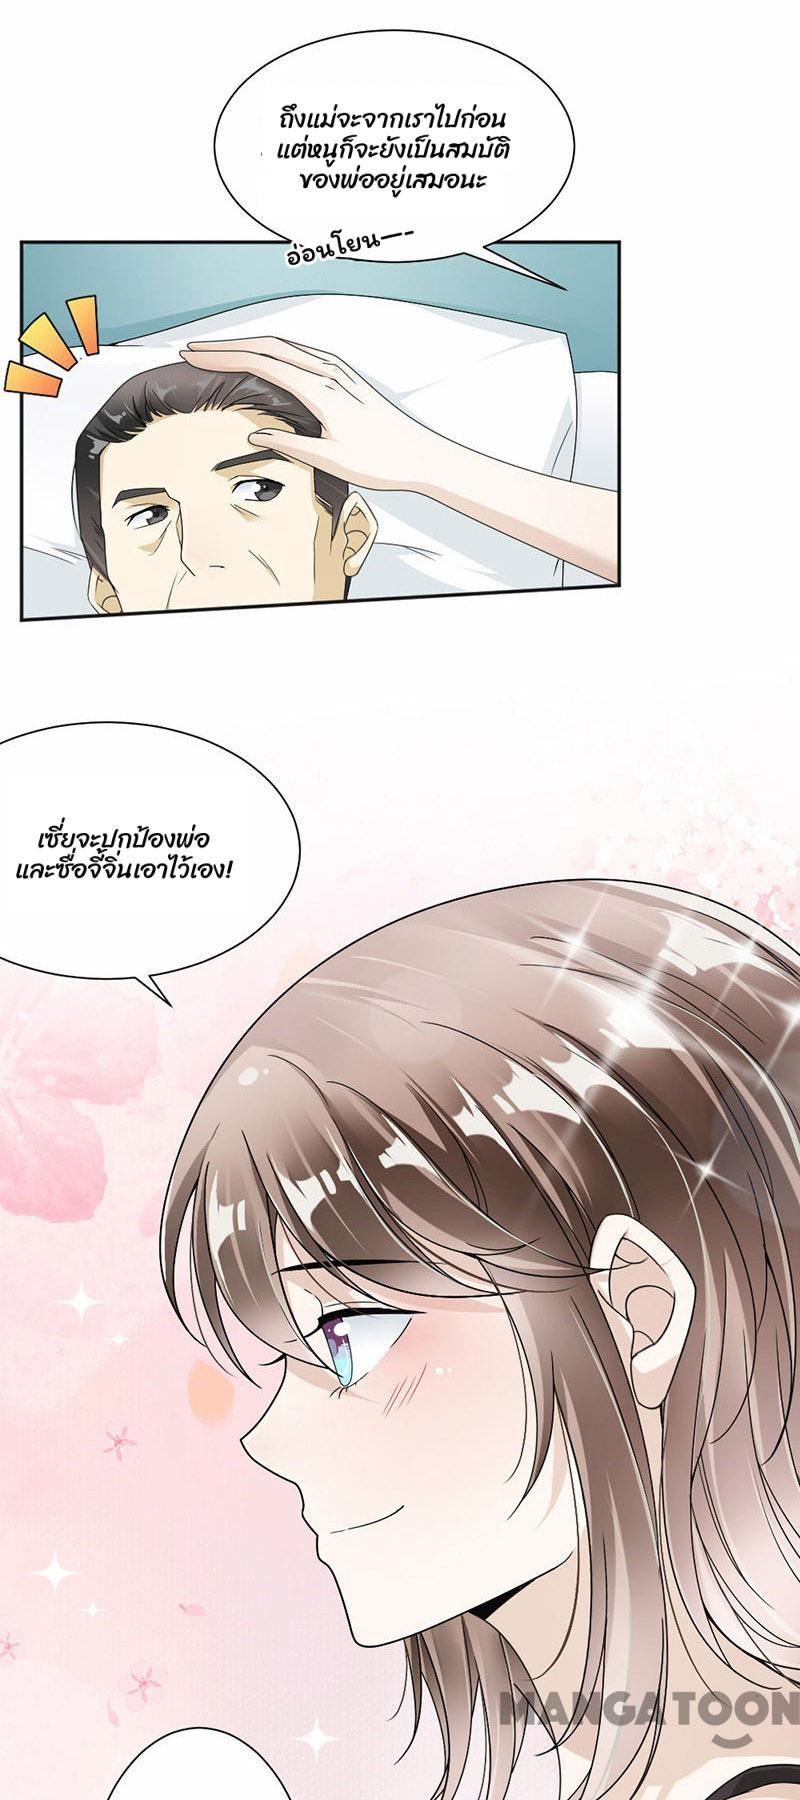 ถึงแม่จะจากเราไปก่อน
แต่หนูก็จะยังเป็นสมบัติ
ของพ่ออยู่เสมอนะ
อ่อนโยน—-
เซี่ยจะปกป้องพ่อ
และซื่อจี้จิ่นเอาไว้เอง!
MANGATOON